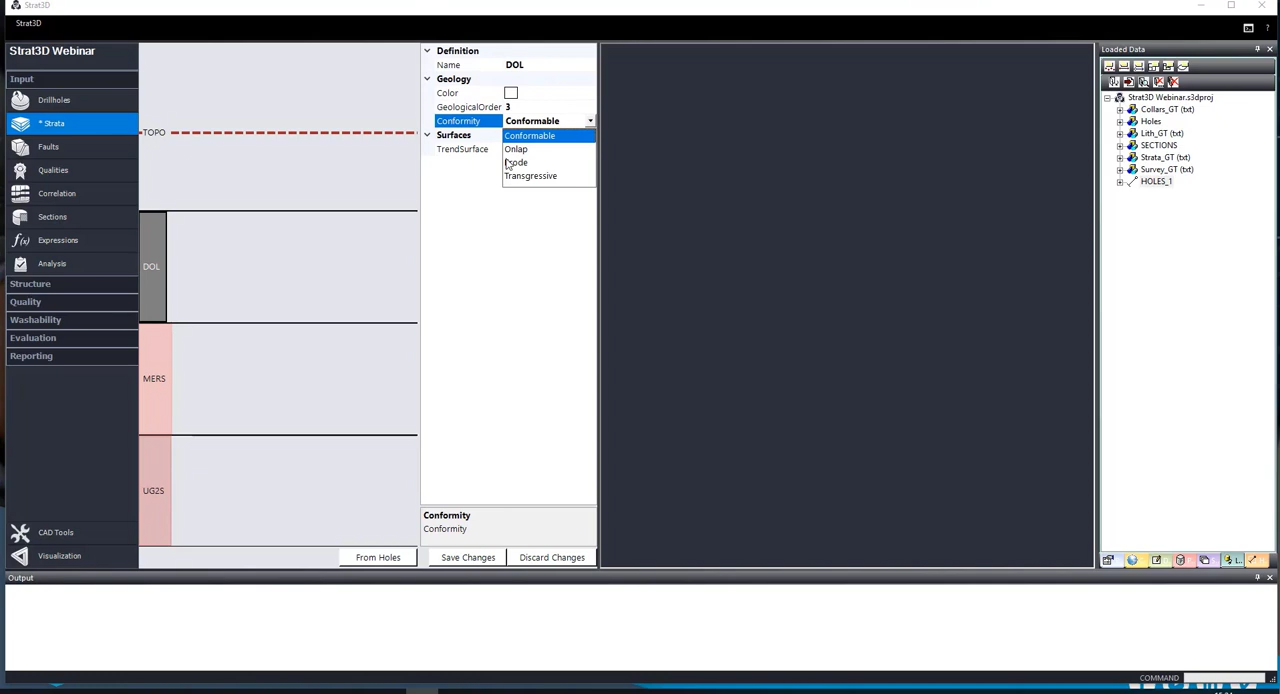 Strat3D
Strat3D
Strat3D Webinar
Input
Drillholes
* Strata
Faults
Qualities
Correlation
Sections
f(x) Expressions
Analysis
Structure
Quality
Washability
Evaluation
Reporting
CAD Tools
Visualization
TOPO
DOL
MERS
UG2S
From Holes
Definition
Name DOL
Geology
Color
GeologicalOrder 3
Conformity Conformable
Surfaces
TrendSurface
Conformable
Onlap
Transgressive
Conformity
Conformity
Save Changes Discard Changes
Loaded Data
Strat3D Webinar.s3dproj
Collars_GT (txt)
Holes
Lith_GT (txt)
SECTIONS
Strata_GT (txt)
Survey_GT (txt)
HOLES_1
L...
Output
COMMAND